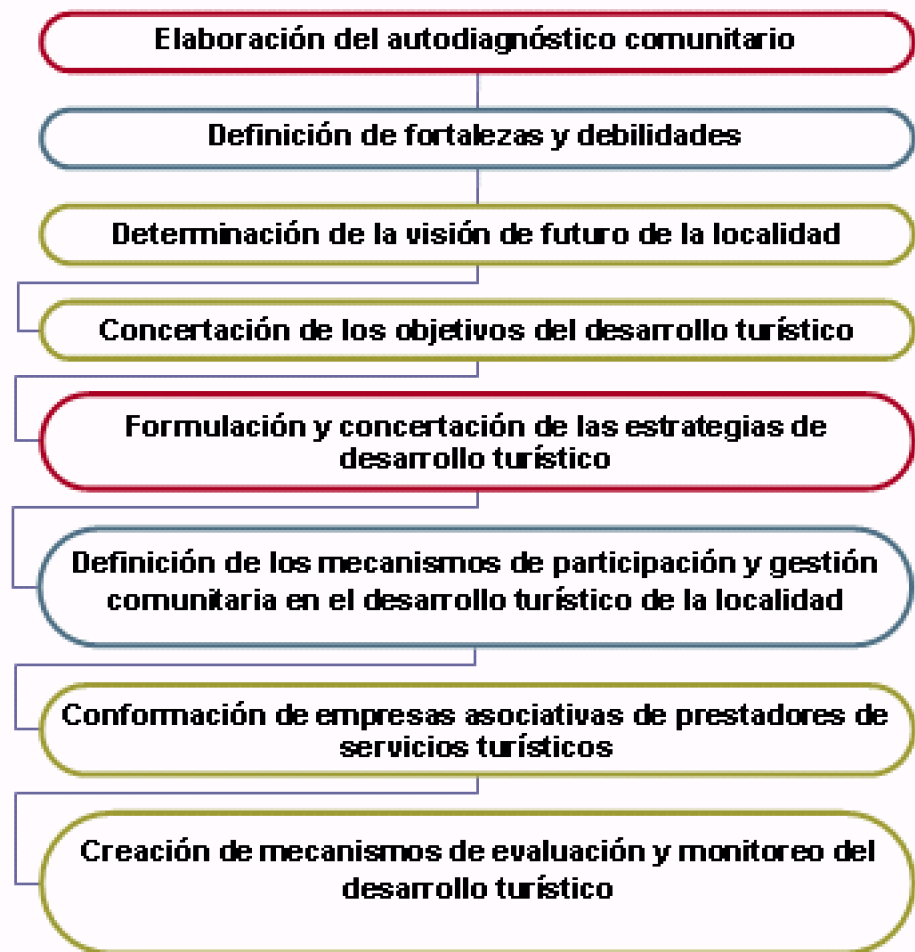 Elaboración del autodiagnóstico comunitario
Definición de fortalezas y debilidades
Determinación de la visión de futuro de la localidad
Concertación de los objetivos del desarrollo turístico
Formulación y concertación de las estrategias de
desarrollo turístico
Definición de los mecanismos de participación y gestión
comunitaria en el desarrollo turístico de la localidad
Conformación de empresas asociativas de prestadores de
servicios turísticos
Creación de mecanismos de evaluación y monitoreo del
desarrollo turístico